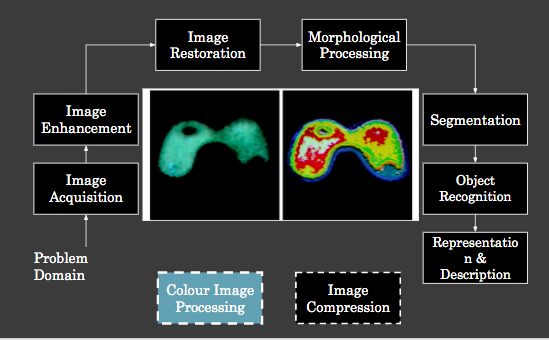 Image
Restoration
Morphological
Processing
Image
Enhancement
Segmentation
Image
Acquisition
Object
Recognition
Problem
Domain
Representatio
n &
Description
Colour Image
Processing
Image
Compression